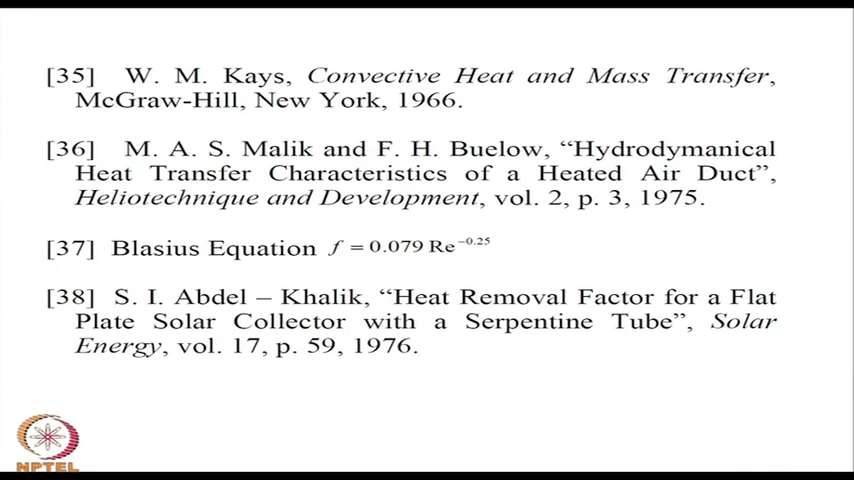 [35] W. M. Kays, Convective Heat and Mass Transfer,
McGraw-Hill, New York, 1966.
[36] M. A. S. Malik and F. H. Buelow, “Hydrodymanical
Heat Transfer Characteristics of a Heated Air Duct”,
Heliotechnique and Development, vol. 2, p. 3, 1975.
[37] Blasius Equation f = 0.079 Re^−0.25
[38] S. I. Abdel – Khalik, “Heat Removal Factor for a Flat
Plate Solar Collector with a Serpentine Tube”, Solar
Energy, vol. 17, p. 59, 1976.
NPTEL